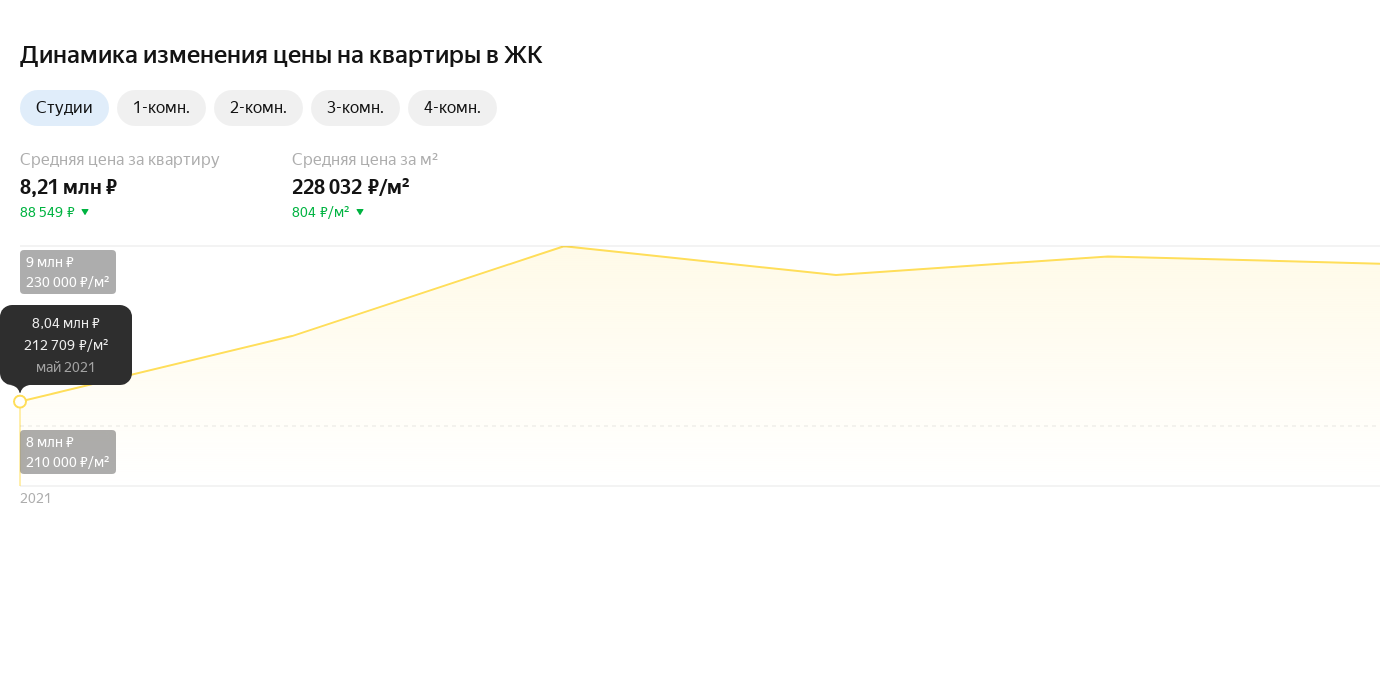 Динамика изменения цены на квартиры в ЖК
Студии 1-комн. 2-комн. 3-комн. 4-комн.
Средняя цена за квартиру Средняя цена за м²
8,21 млн ₽ 228 032 ₽/м²
88 549 ₽ ▼ 804 ₽/м² ▼
9 млн ₽
230 000 ₽/м²
8,04 млн ₽
212 709 ₽/м²
май 2021
8 млн ₽
210 000 ₽/м²
2021